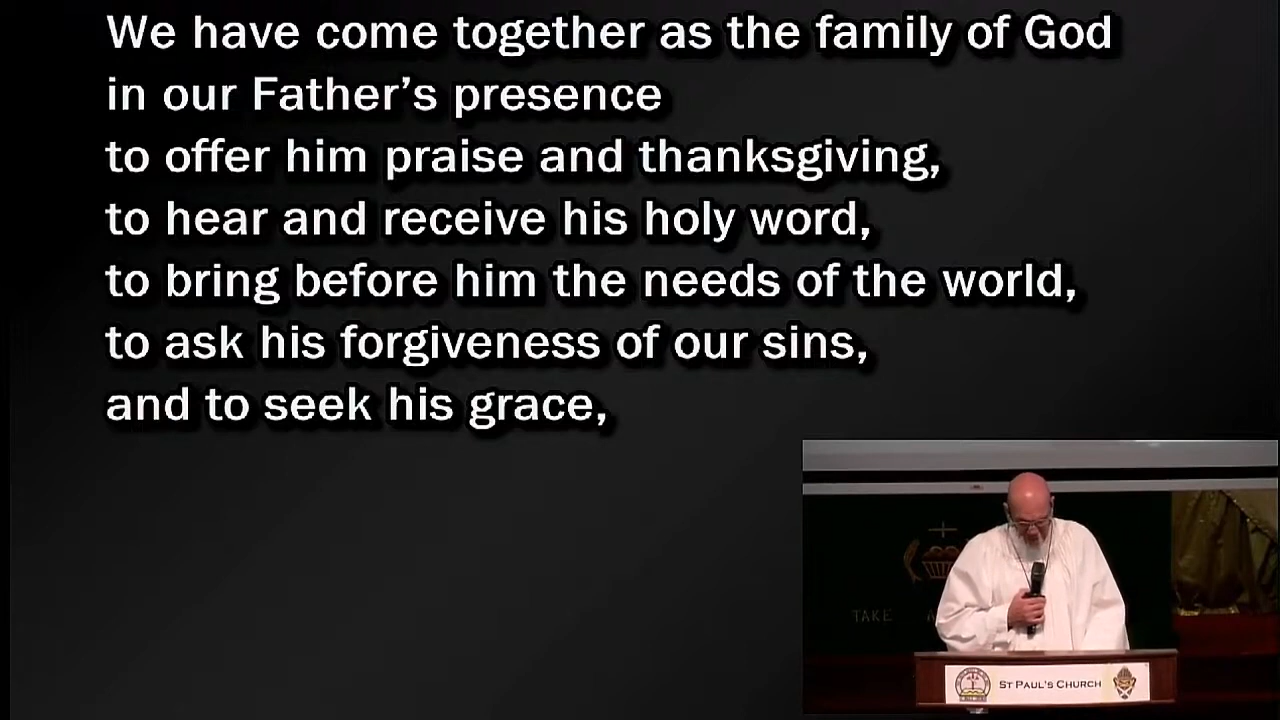 We have come together as the family of God
in our Father’s presence
to offer him praise and thanksgiving,
to hear and receive his holy word,
to bring before him the needs of the world,
to ask his forgiveness of our sins,
and to seek his grace,
TAKE
ST PAUL'S CHURCH